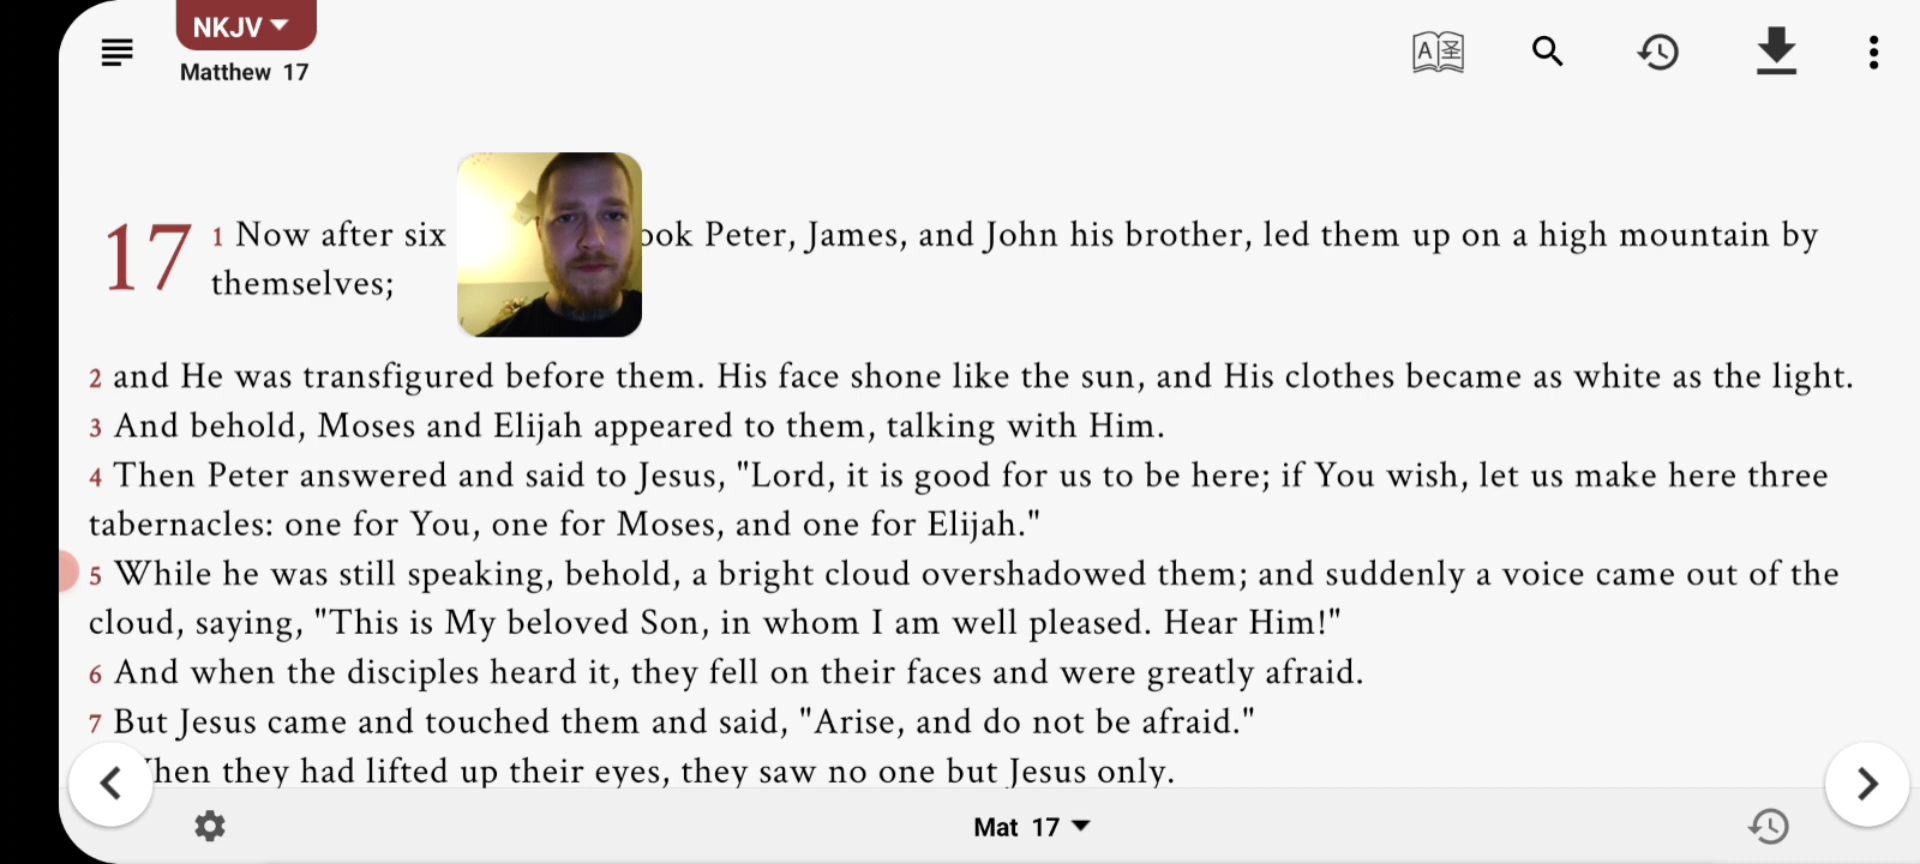 NKJV
Matthew 17
A 圣
17 1 Now after six ook Peter, James, and John his brother, led them up on a high mountain by
themselves;
2 and He was transfigured before them. His face shone like the sun, and His clothes became as white as the light.
3 And behold, Moses and Elijah appeared to them, talking with Him.
4 Then Peter answered and said to Jesus, "Lord, it is good for us to be here; if You wish, let us make here three
tabernacles: one for You, one for Moses, and one for Elijah."
5 While he was still speaking, behold, a bright cloud overshadowed them; and suddenly a voice came out of the
cloud, saying, "This is My beloved Son, in whom I am well pleased. Hear Him!"
6 And when the disciples heard it, they fell on their faces and were greatly afraid.
7 But Jesus came and touched them and said, "Arise, and do not be afraid."
hen they had lifted up their eyes, they saw no one but Jesus only.
Mat 17